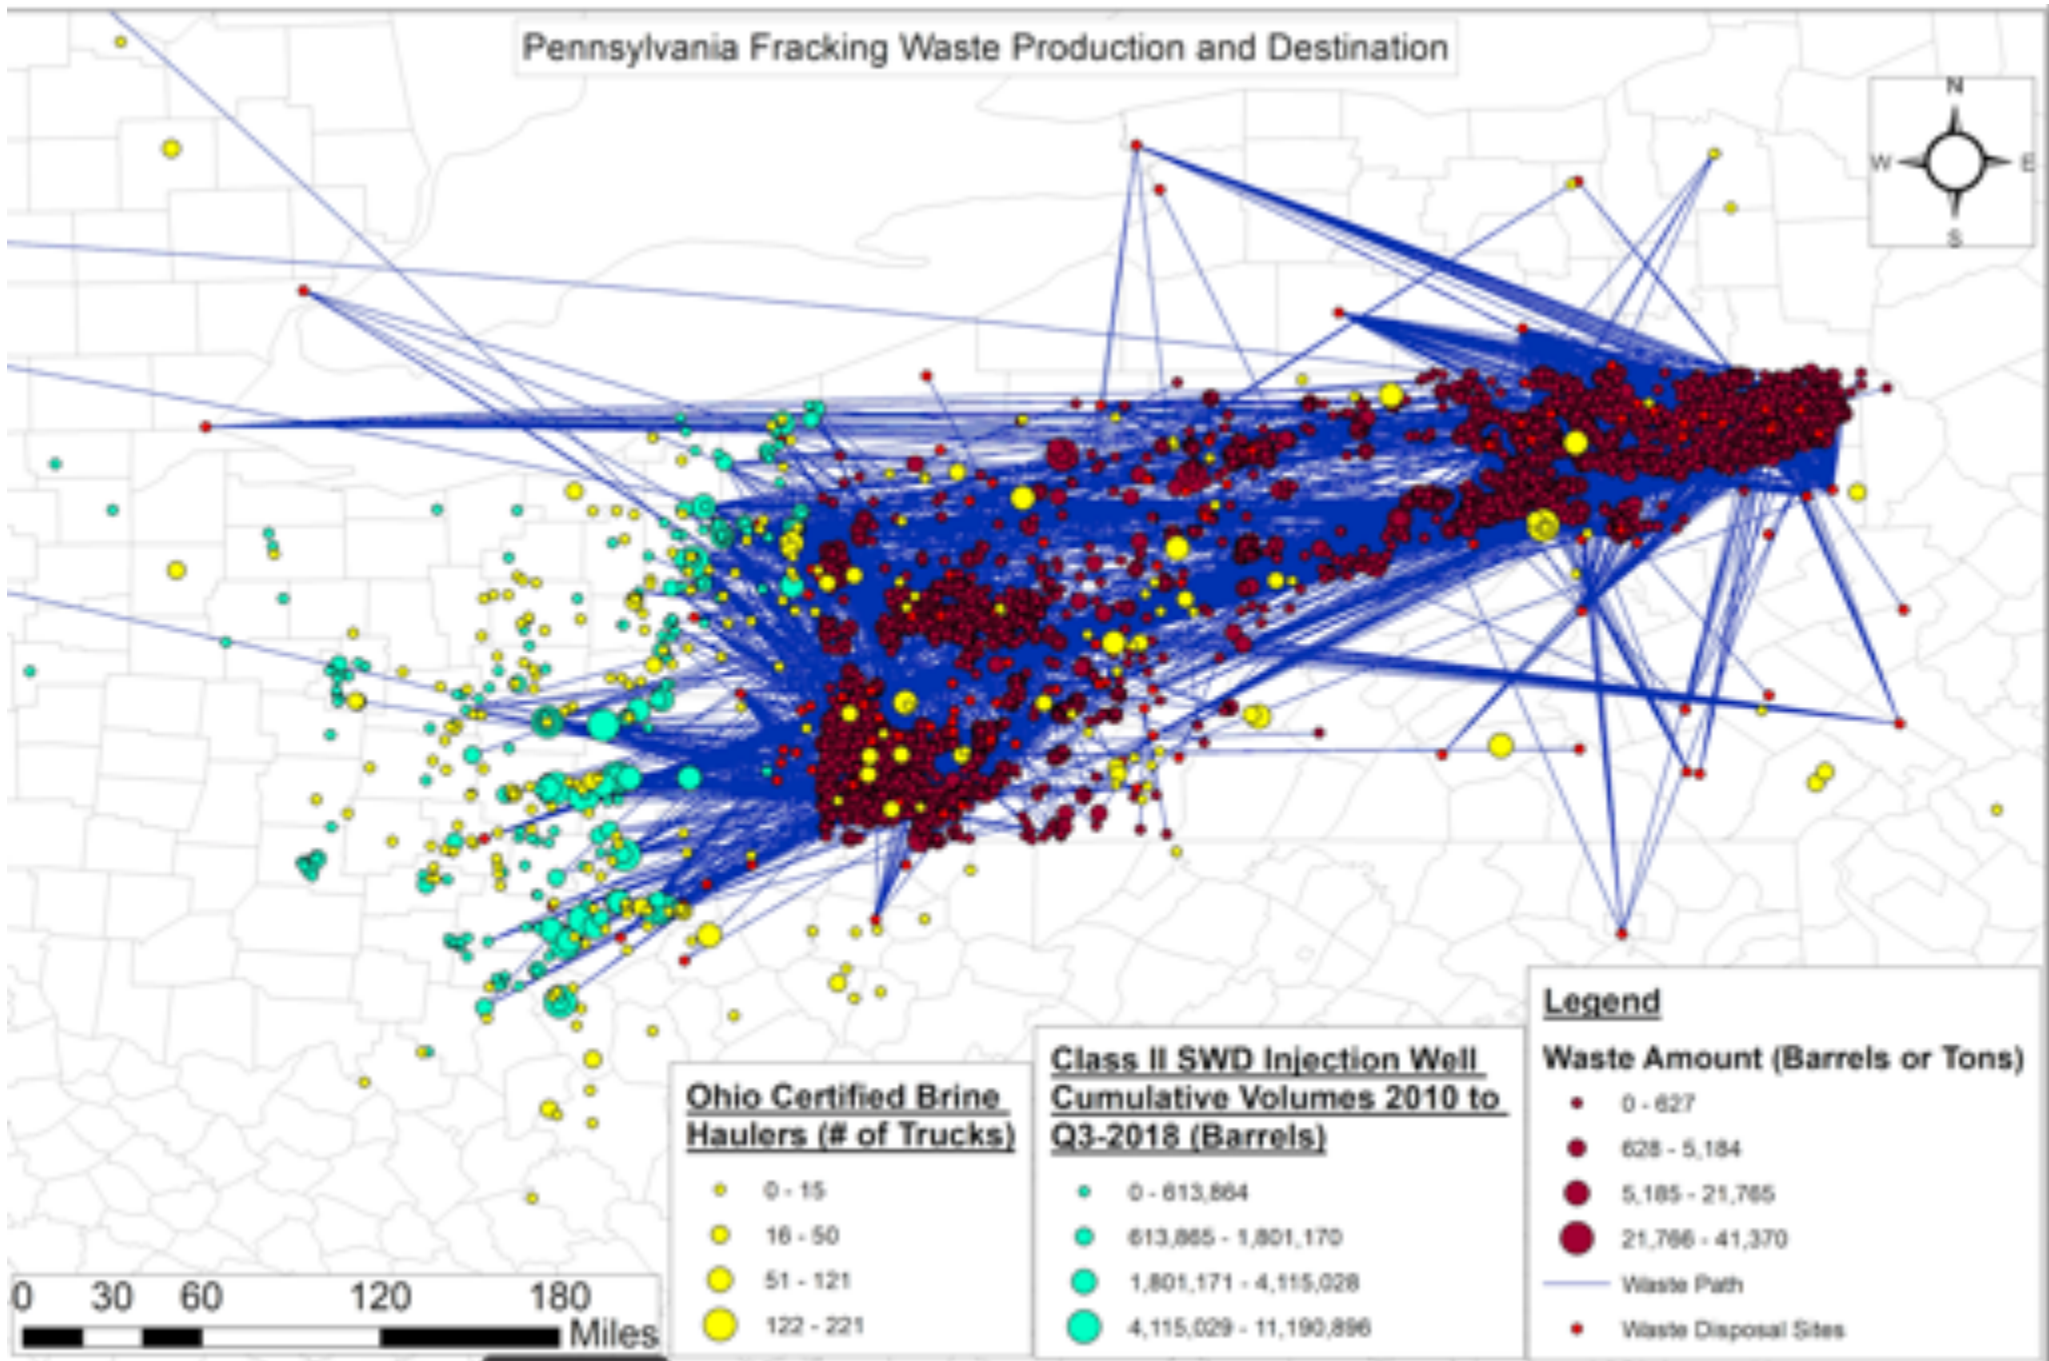 Pennsylvania Fracking Waste Production and Destination
N
W
E
S
Legend
Waste Amount (Barrels or Tons)
0 - 627
628 - 5,184
5,185 - 21,765
21,766 - 41,370
Waste Path
Waste Disposal Sites
Class II SWD Injection Well
Cumulative Volumes 2010 to
Q3-2018 (Barrels)
0 - 613,864
613,865 - 1,801,170
1,801,171 - 4,115,028
4,115,029 - 11,190,896
Ohio Certified Brine
Haulers (# of Trucks)
0 - 15
16 - 50
51 - 121
122 - 221
0 30 60 120 180
Miles